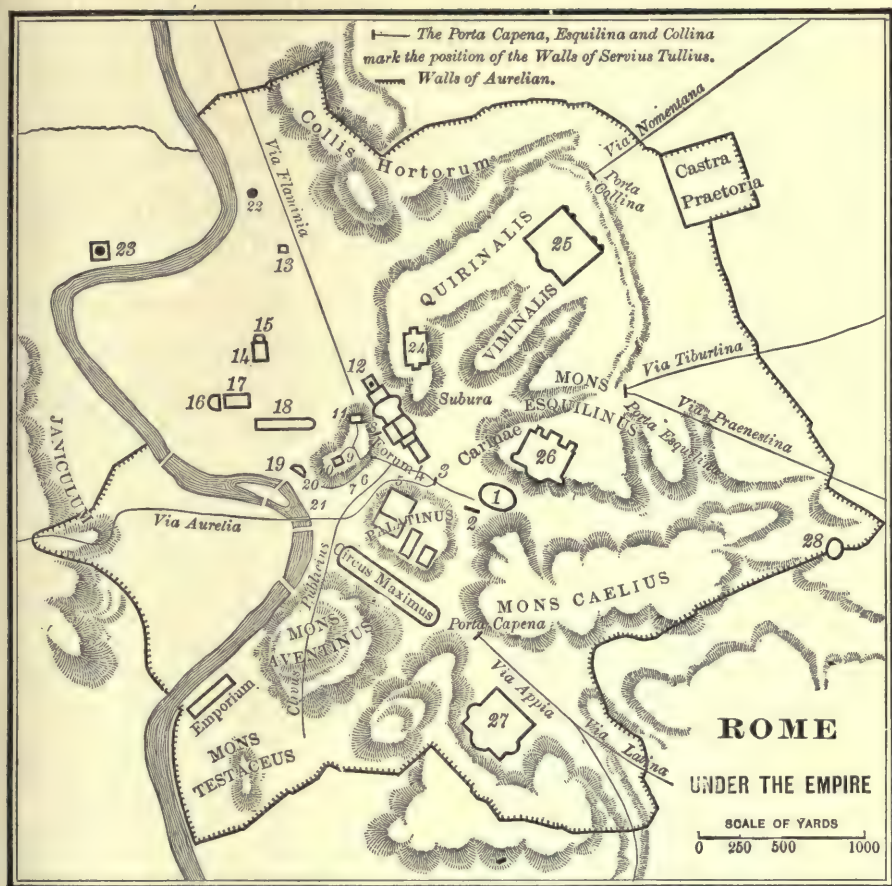 The Porta Capena, Esquilina and Collina
mark the position of the Walls of Servius Tullius.
Walls of Aurelian.
Collis Hortorum
Via Flaminia
Via Nomentana
Porta Collina
Castra
Praetoria
22
23
13
25
QUIRINALIS
VIMINALIS
15
14
24
12
Via Tiburtina
MONS
ESQUILINUS
Subura
16
17
18
11
JANICULUM
Via Praenestina
Porta Esquilina
Carinae
26
8
9
10
Forum
4
3
19
20
6
7
5
1
2
21
Via Aurelia
PALATINUS
28
Circus Maximus
MONS CAELIUS
Clivus Publicius
MONS
AVENTINUS
Porta Capena
Via Appia
Emporium
27
Via Latina
MONS
TESTACEUS
ROME
UNDER THE EMPIRE
SCALE OF YARDS
0 250 500 1000